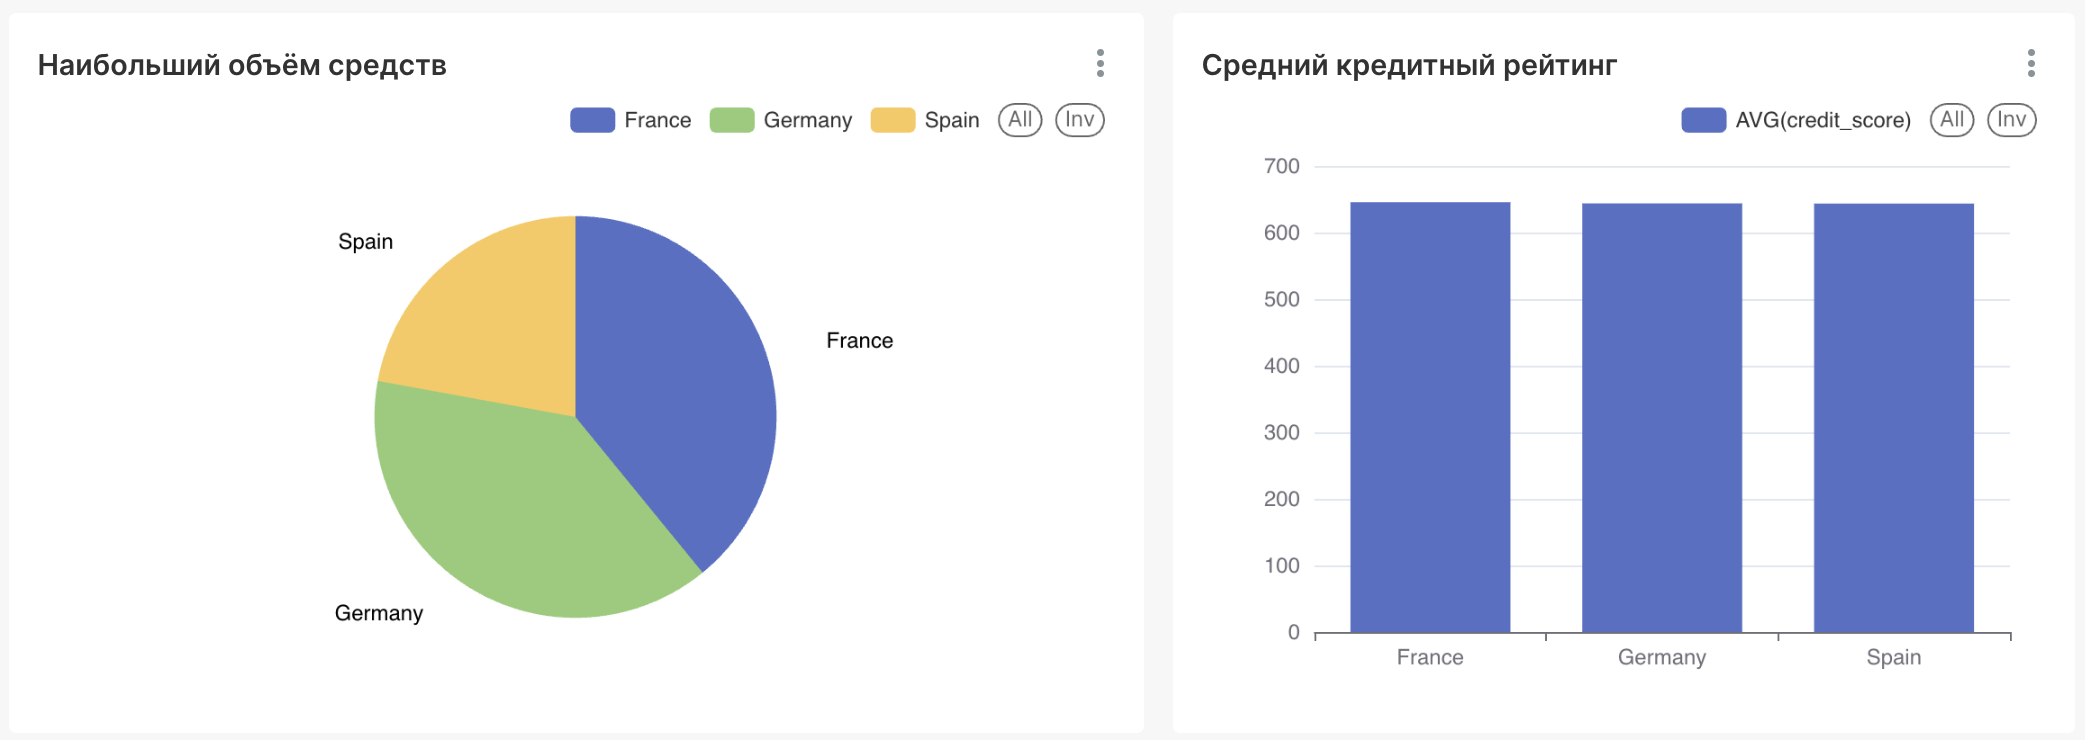 Наибольший объём средств
France Germany Spain All Inv
Spain
France
Germany
Средний кредитный рейтинг
AVG(credit_score) All Inv
700
600
500
400
300
200
100
0
France Germany Spain